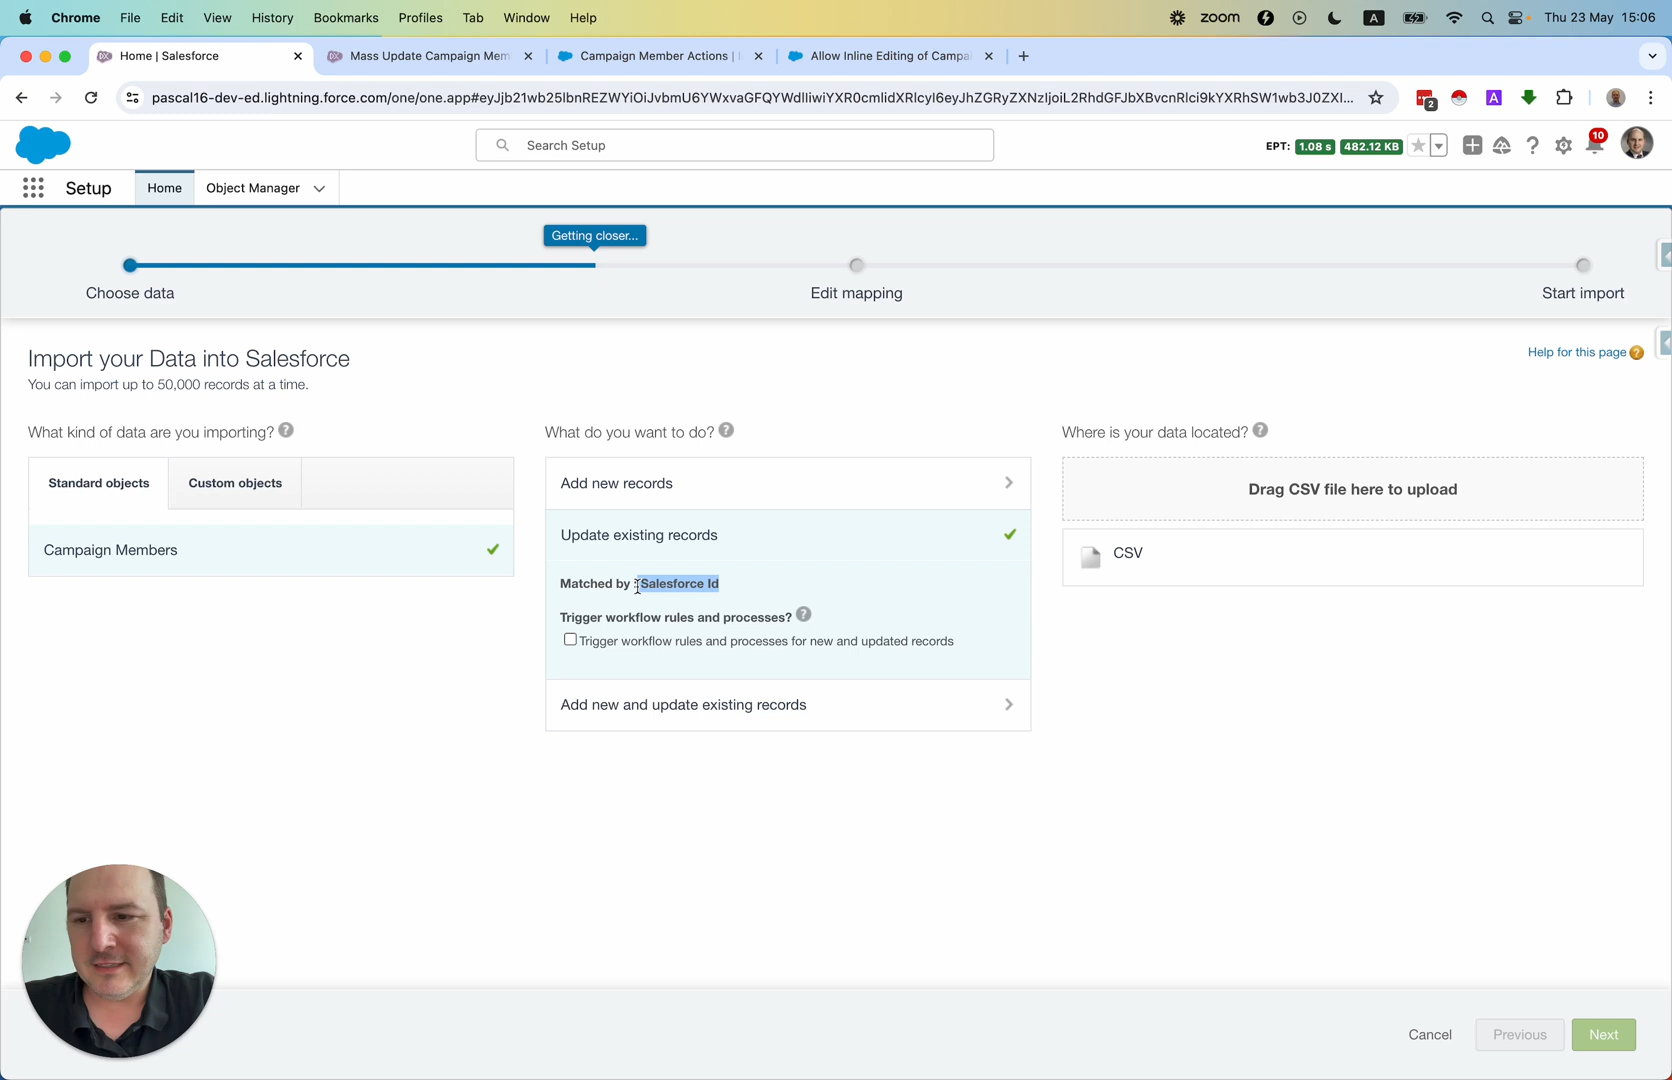 Chrome File Edit View History Bookmarks Profiles Tab Window Help
zoom A Thu 23 May 15:06
Home | Salesforce
Mass Update Campaign Mem
Campaign Member Actions |
Allow Inline Editing of Campa
pascal16-dev-ed.lightning.force.com/one/one.app#eyJjb21wb25lbnREZWYiOiJvbmU6YWxvaGFQYWdlIiwiYXR0cmlidXRlcyI6eyJhZGRyZXNzIjoiL2RhdGFJbXBvcnRlci9kYXRhSW1wb3J0ZXI...
2
A
Search Setup
EPT: 1.08 s 482.12 KB
10
Setup
Home
Object Manager
Getting closer...
Choose data
Edit mapping
Start import
Import your Data into Salesforce
You can import up to 50,000 records at a time.
Help for this page ?
What kind of data are you importing? ?
Standard objects
Custom objects
Campaign Members
What do you want to do? ?
Add new records
Update existing records
Matched by : Salesforce Id
Trigger workflow rules and processes? ?
Trigger workflow rules and processes for new and updated records
Add new and update existing records
Where is your data located? ?
Drag CSV file here to upload
CSV
Cancel
Previous
Next